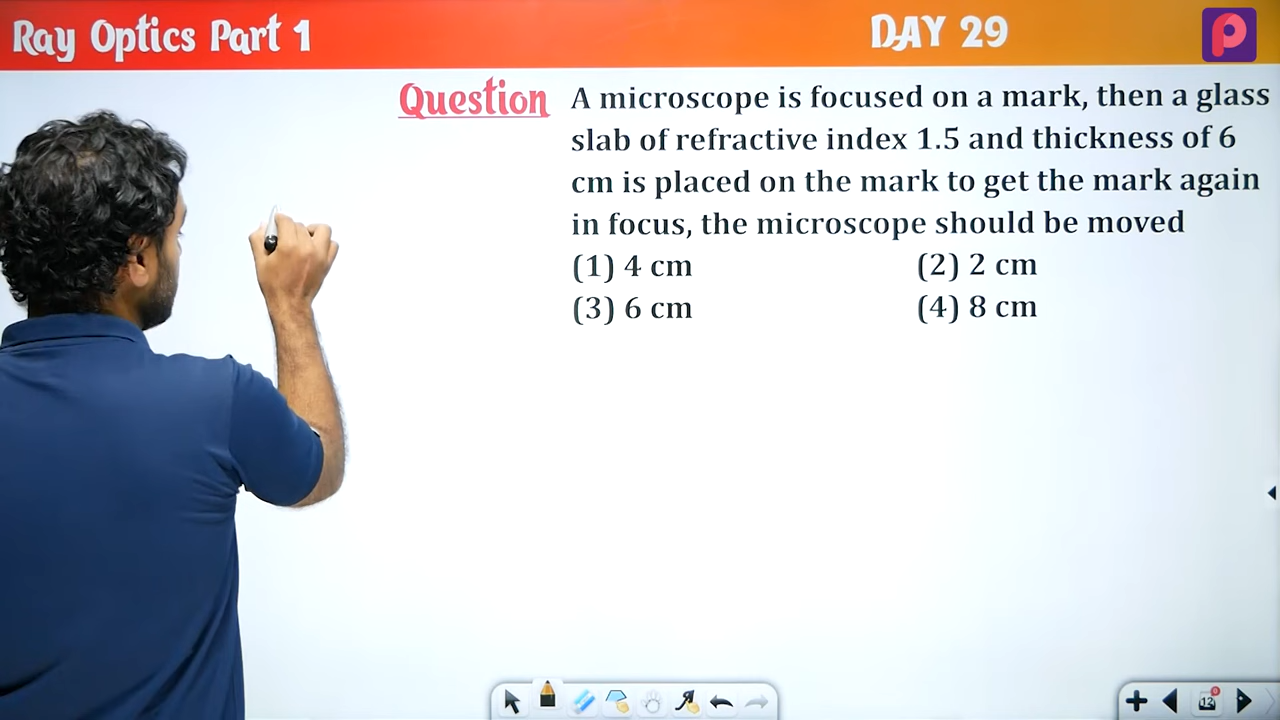 Ray Optics Part 1
DAY 29
Question
A microscope is focused on a mark, then a glass
slab of refractive index 1.5 and thickness of 6
cm is placed on the mark to get the mark again
in focus, the microscope should be moved
(1) 4 cm
(2) 2 cm
(3) 6 cm
(4) 8 cm